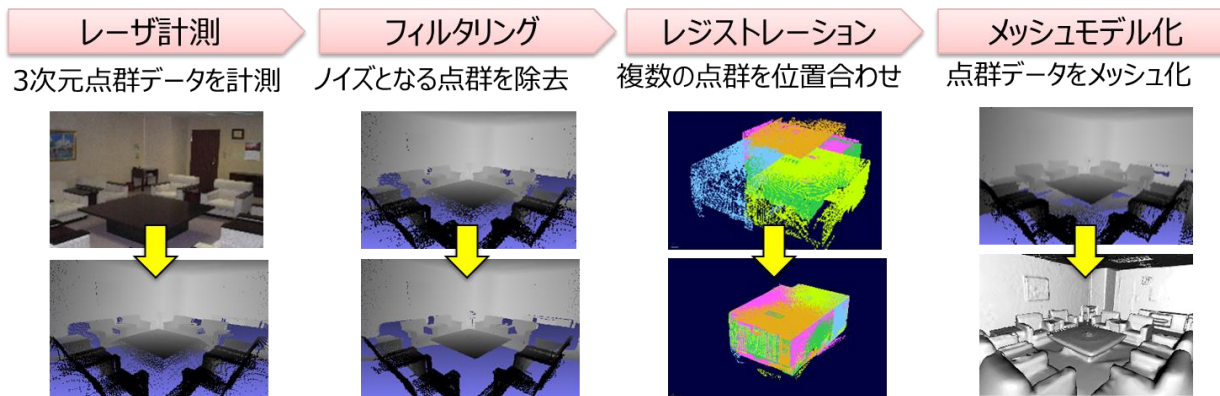 レーザ計測
フィルタリング
レジストレーション
メッシュモデル化
3次元点群データを計測
ノイズとなる点群を除去
複数の点群を位置合わせ
点群データをメッシュ化